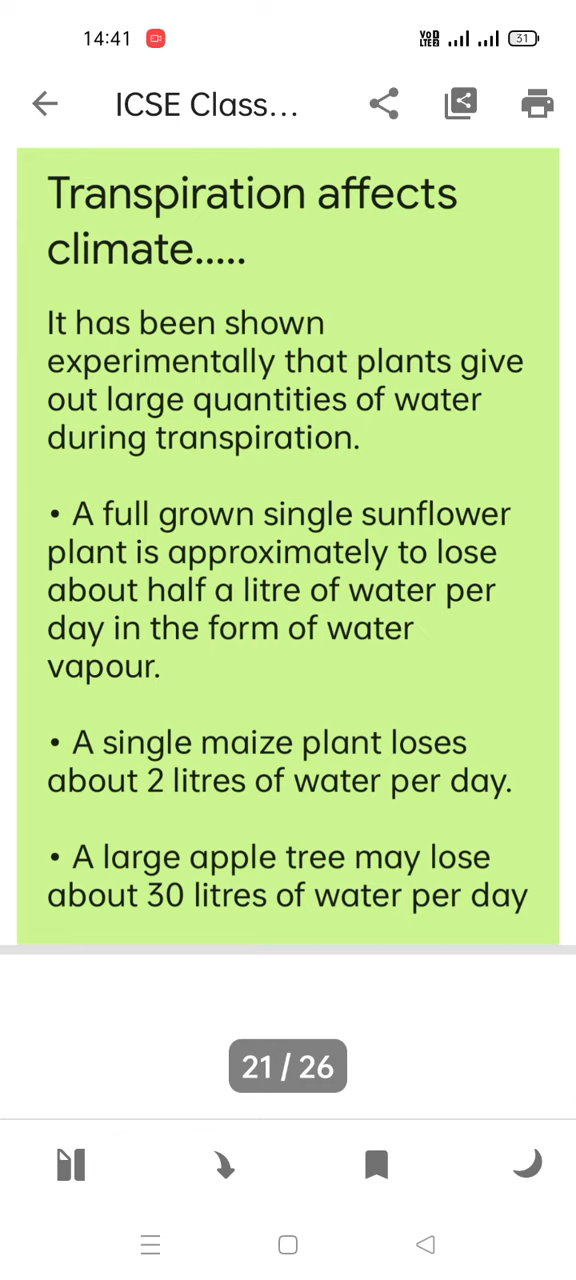 14:41
VoD LTE2
31
ICSE Class...
Transpiration affects
climate.....
It has been shown
experimentally that plants give
out large quantities of water
during transpiration.
• A full grown single sunflower
plant is approximately to lose
about half a litre of water per
day in the form of water
vapour.
• A single maize plant loses
about 2 litres of water per day.
• A large apple tree may lose
about 30 litres of water per day
21 / 26